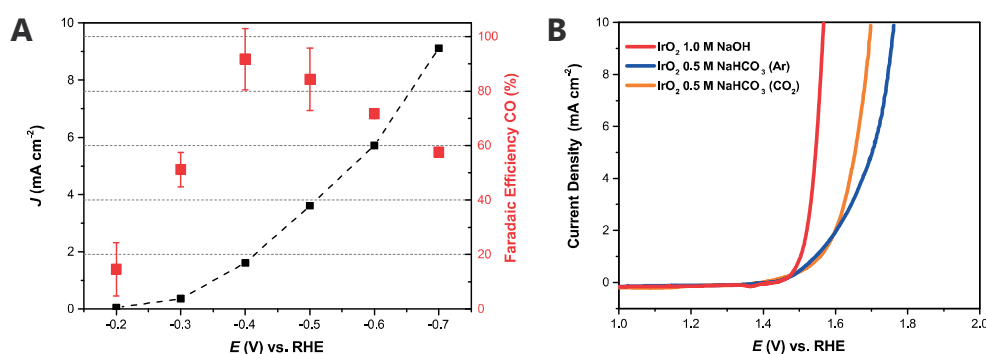 A
J (mA cm⁻²)
10
8
6
4
2
0
-0.2 -0.3 -0.4 -0.5 -0.6 -0.7
E (V) vs. RHE
100
80
60
40
20
0
Faradaic Efficiency CO (%)
B
Current Density (mA cm⁻²)
10
8
6
4
2
0
IrO₂ 1.0 M NaOH
IrO₂ 0.5 M NaHCO₃ (Ar)
IrO₂ 0.5 M NaHCO₃ (CO₂)
1.0 1.2 1.4 1.6 1.8 2.0
E (V) vs. RHE